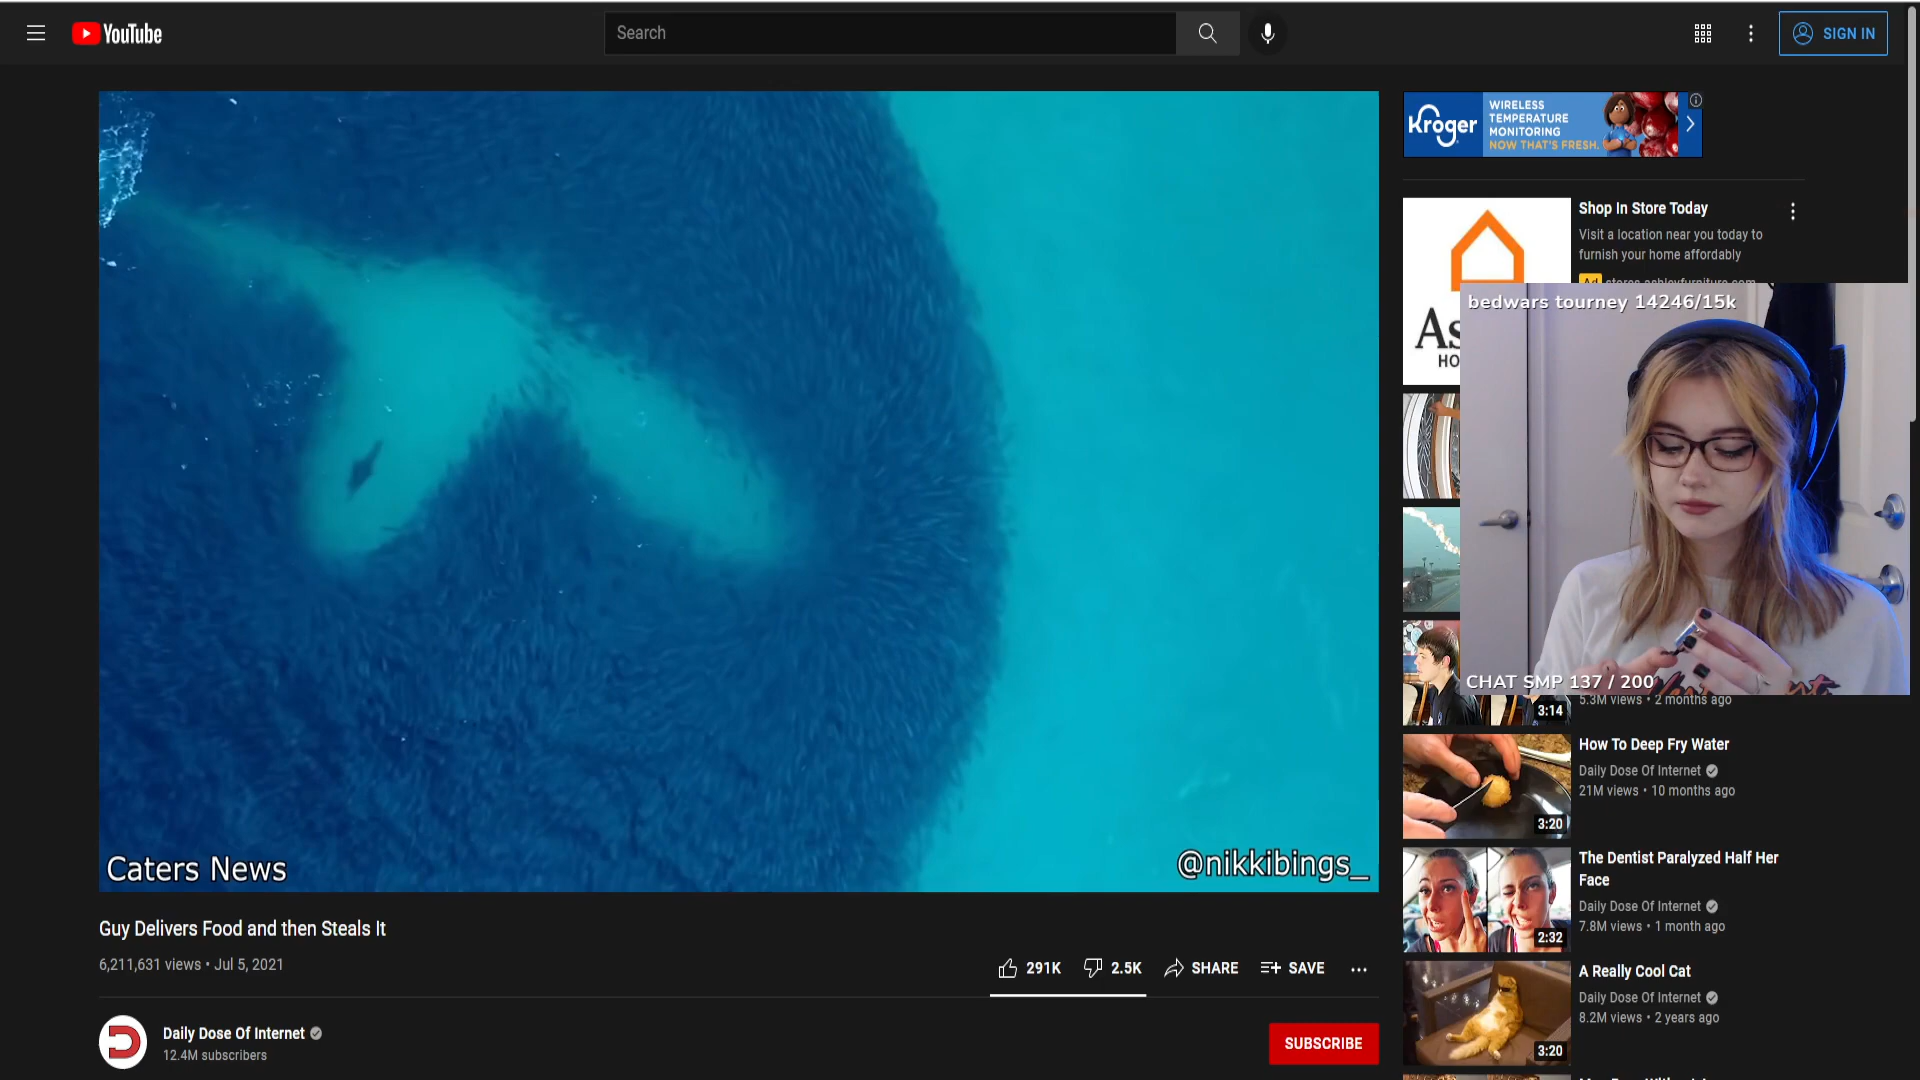 YouTube
Search
SIGN IN
Kroger
WIRELESS
TEMPERATURE
MONITORING
NOW THAT'S FRESH.
Shop In Store Today
Visit a location near you today to
furnish your home affordably
bedwars tourney 14246/15k
CHAT SMP 137 / 200
5.3M views • 2 months ago
3:14
How To Deep Fry Water
Daily Dose Of Internet
21M views • 10 months ago
3:20
The Dentist Paralyzed Half Her
Face
Daily Dose Of Internet
7.8M views • 1 month ago
2:32
A Really Cool Cat
Daily Dose Of Internet
8.2M views • 2 years ago
3:20
Caters News
@nikkibings_
Guy Delivers Food and then Steals It
6,211,631 views • Jul 5, 2021
291K
2.5K
SHARE
SAVE
Daily Dose Of Internet
12.4M subscribers
SUBSCRIBE